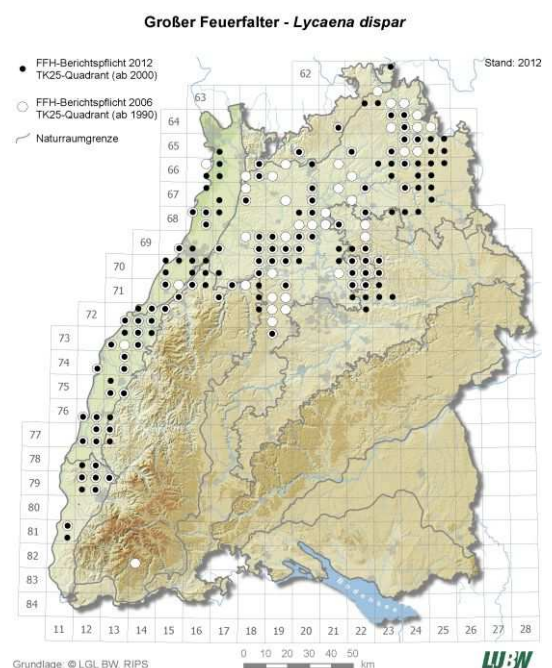 Großer Feuerfalter - Lycaena dispar
FFH-Berichtspflicht 2012
TK25-Quadrant (ab 2000)
FFH-Berichtspflicht 2006
TK25-Quadrant (ab 1990)
Naturraumgrenze
Stand: 2012
62
63
64
65
66
67
68
69
70
71
72
73
74
75
76
77
78
79
80
81
82
83
84
11 12 13 14 15 16 17 18 19 20 21 22 23 24 25 26 27 28
0 10 20 30 40 50
km
Grundlage: © LGL BW, RIPS
LUBW